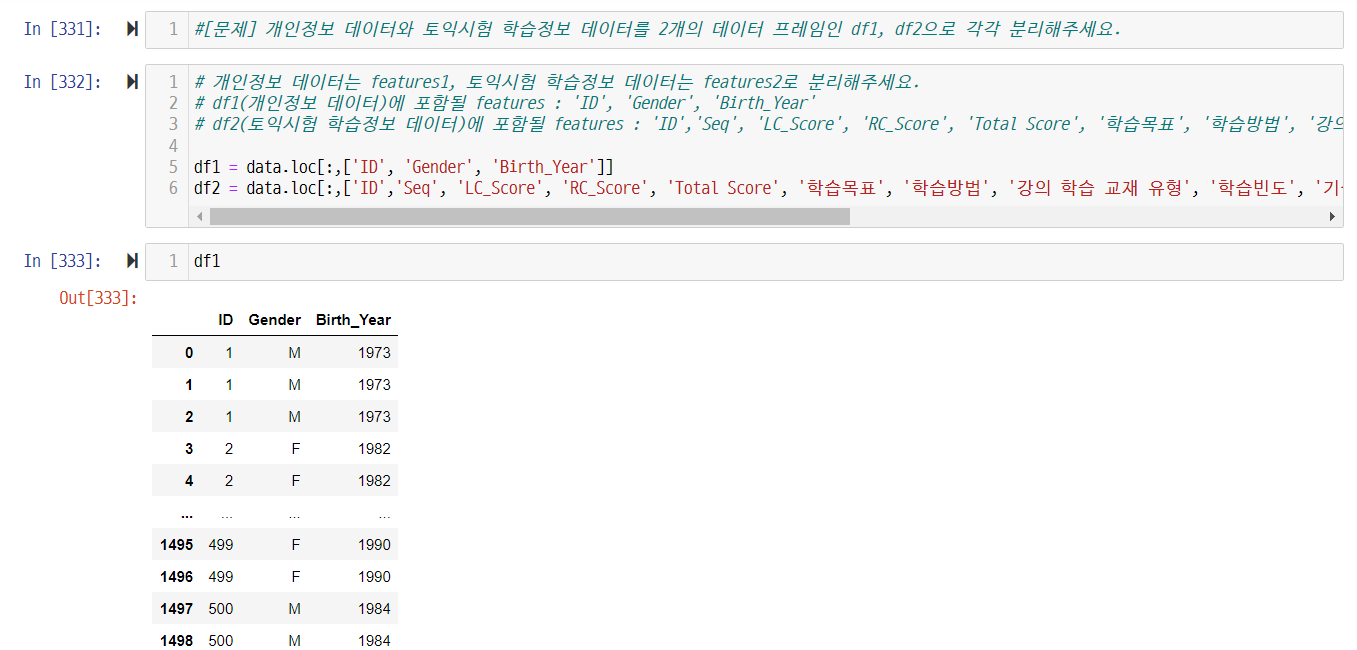 In [331]: 1 #[문제] 개인정보 데이터와 토익시험 학습정보 데이터를 2개의 데이터 프레임인 df1, df2으로 각각 분리해주세요.
In [332]: 1 # 개인정보 데이터는 features1, 토익시험 학습정보 데이터는 features2로 분리해주세요.
2 # df1(개인정보 데이터)에 포함될 features : 'ID', 'Gender', 'Birth_Year'
3 # df2(토익시험 학습정보 데이터)에 포함될 features : 'ID','Seq', 'LC_Score', 'RC_Score', 'Total Score', '학습목표', '학습방법', '강의
4
5 df1 = data.loc[:,['ID', 'Gender', 'Birth_Year']]
6 df2 = data.loc[:,['ID','Seq', 'LC_Score', 'RC_Score', 'Total Score', '학습목표', '학습방법', '강의 학습 교재 유형', '학습빈도', '기
In [333]: 1 df1
Out[333]:
ID Gender Birth_Year
0 1 M 1973
1 1 M 1973
2 1 M 1973
3 2 F 1982
4 2 F 1982
... ... ... ...
1495 499 F 1990
1496 499 F 1990
1497 500 M 1984
1498 500 M 1984